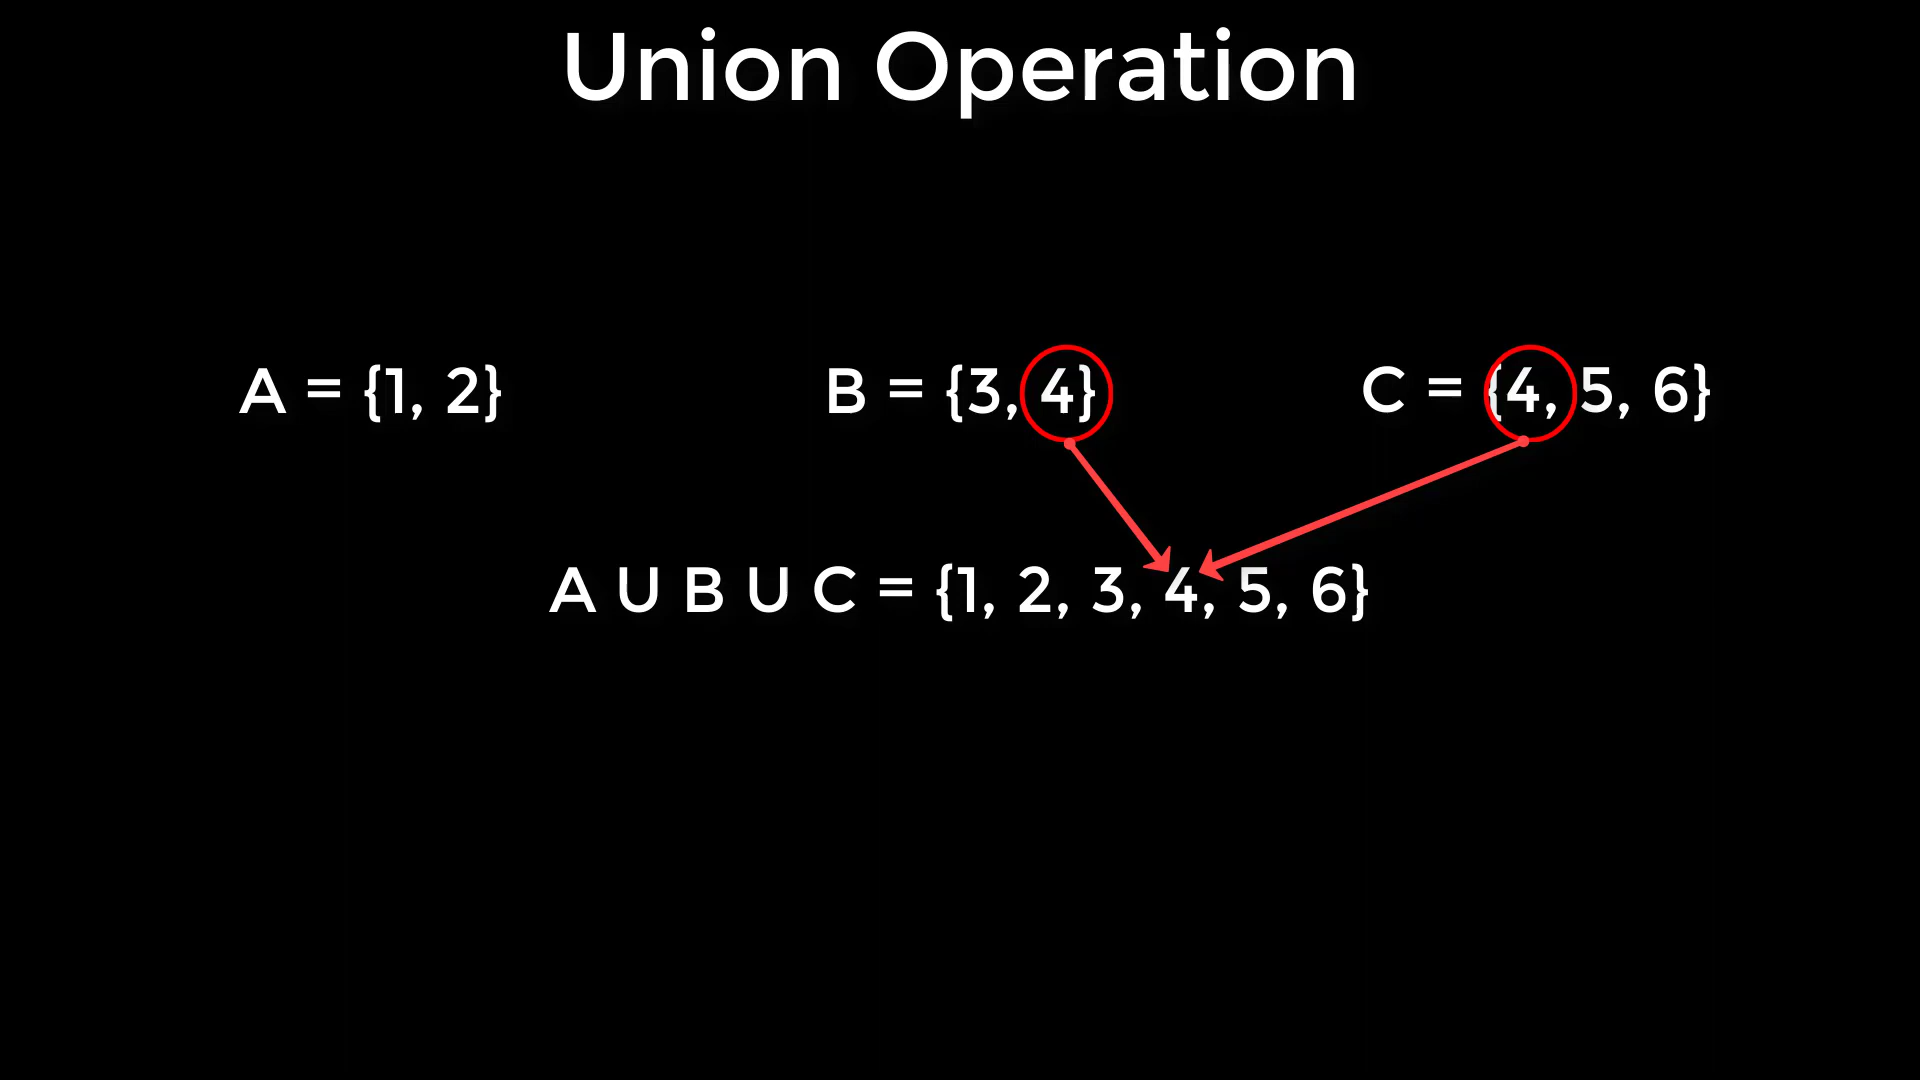 Union Operation
A = {1, 2}
B = {3, 4}
C = {4, 5, 6}
A U B U C = {1, 2, 3, 4, 5, 6}